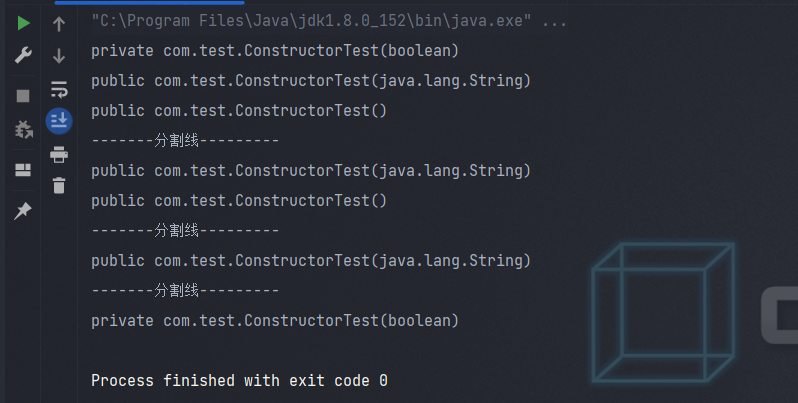 "C:\Program Files\Java\jdk1.8.0_152\bin\java.exe" ...
private com.test.ConstructorTest(boolean)
public com.test.ConstructorTest(java.lang.String)
public com.test.ConstructorTest()
-------分割线---------
public com.test.ConstructorTest(java.lang.String)
public com.test.ConstructorTest()
-------分割线---------
public com.test.ConstructorTest(java.lang.String)
-------分割线---------
private com.test.ConstructorTest(boolean)
Process finished with exit code 0